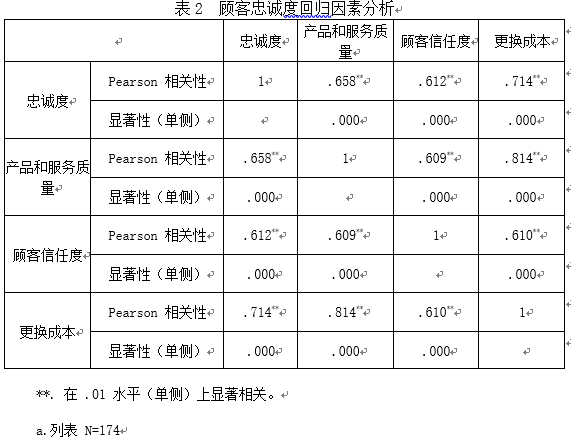 表 2 顾客忠诚度回归因素分析
忠诚度 产品和服务质量 顾客信任度 更换成本
忠诚度 Pearson 相关性 1 .658** .612** .714**
显著性（单侧） .000 .000 .000
产品和服务质量 Pearson 相关性 .658** 1 .609** .814**
显著性（单侧） .000 .000 .000
顾客信任度 Pearson 相关性 .612** .609** 1 .610**
显著性（单侧） .000 .000 .000
更换成本 Pearson 相关性 .714** .814** .610** 1
显著性（单侧） .000 .000 .000
**. 在 .01 水平（单侧）上显著相关。
a.列表 N=174